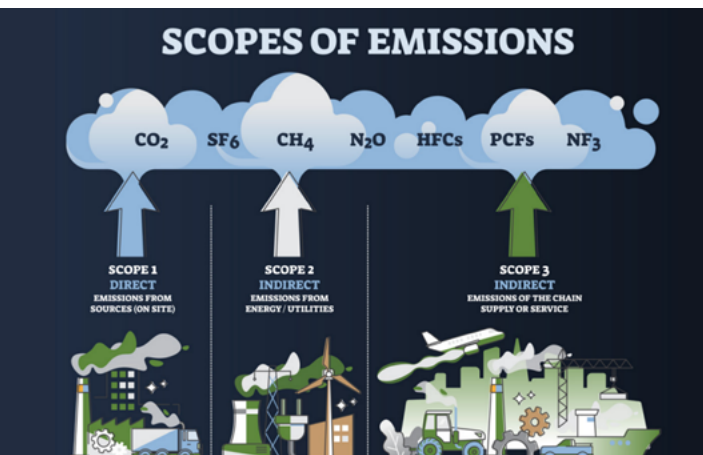 SCOPES OF EMISSIONS
CO2 SF6 CH4 N2O HFCs PCFs NF3
SCOPE 1
DIRECT
EMISSIONS FROM
SOURCES (ON SITE)
SCOPE 2
INDIRECT
EMISSIONS FROM
ENERGY / UTILITIES
SCOPE 3
INDIRECT
EMISSIONS OF THE CHAIN
SUPPLY OR SERVICE